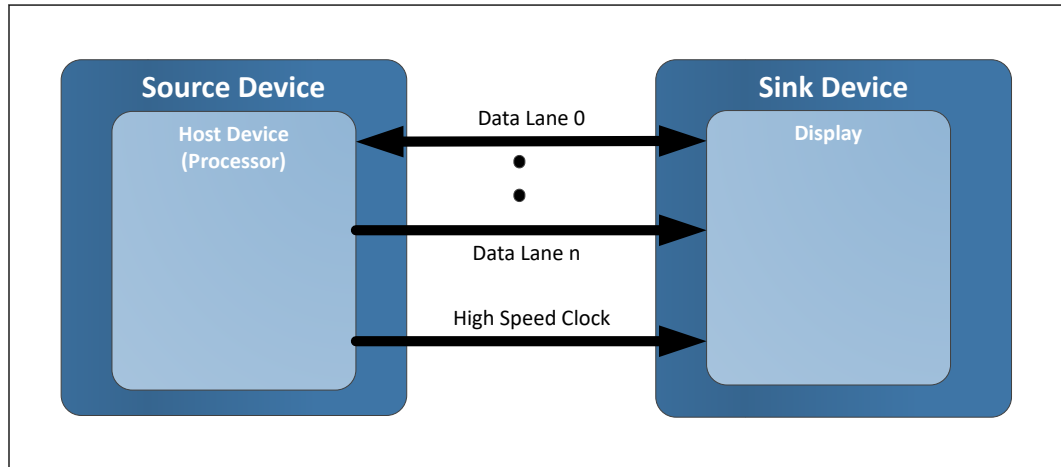 Source Device
Host Device
(Processor)
Data Lane 0
Data Lane n
High Speed Clock
Sink Device
Display